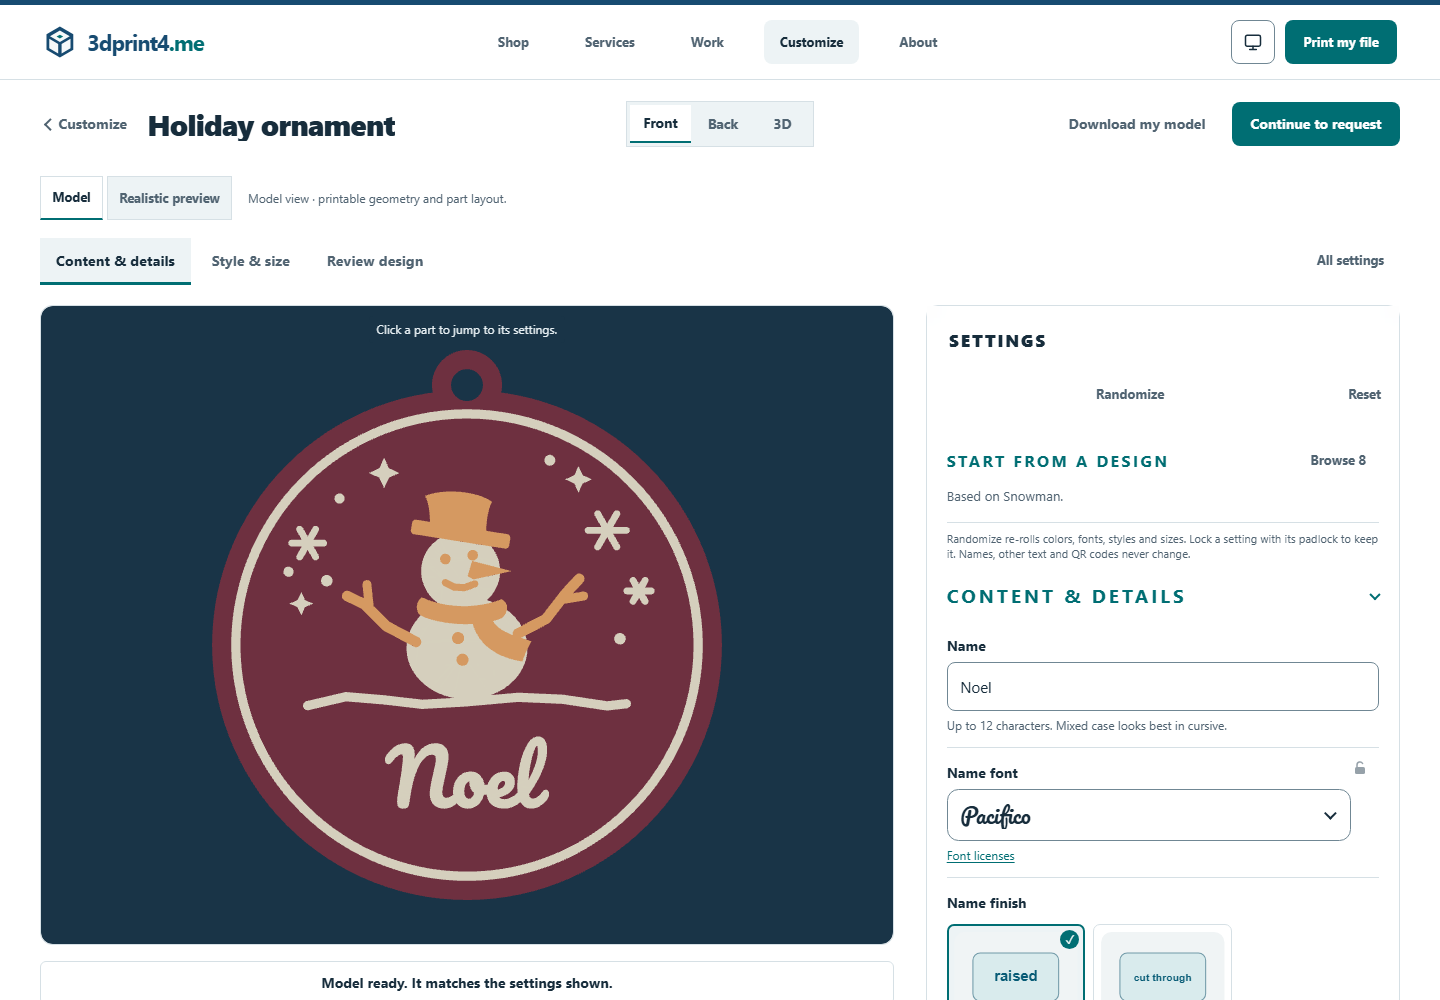 3dprint4.me
Shop
Services
Work
Customize
About
Print my file
Customize
Holiday ornament
Front
Back
3D
Download my model
Continue to request
Model
Realistic preview
Model view · printable geometry and part layout.
Content & details
Style & size
Review design
All settings
Click a part to jump to its settings.
Noel
Model ready. It matches the settings shown.
SETTINGS
Randomize
Reset
START FROM A DESIGN
Browse 8
Based on Snowman.
Randomize re-rolls colors, fonts, styles and sizes. Lock a setting with its padlock to keep
it. Names, other text and QR codes never change.
CONTENT & DETAILS
Name
Noel
Up to 12 characters. Mixed case looks best in cursive.
Name font
Pacifico
Font licenses
Name finish
raised
cut through